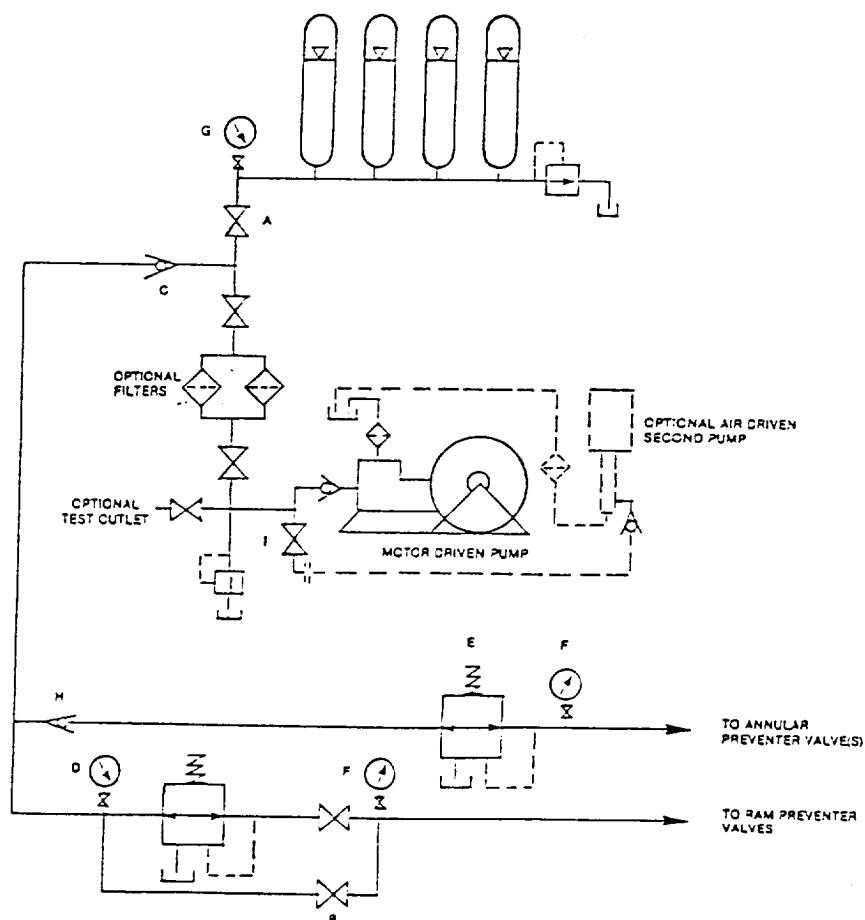 G
A
C
OPTIONAL
FILTERS
OPTIONAL AIR DRIVEN
SECOND PUMP
OPTIONAL
TEST OUTLET
I
MOTOR DRIVEN PUMP
E
F
H
TO ANNULAR
PREVENTER VALVE(S)
D
F
TO RAM PREVENTER
VALVES